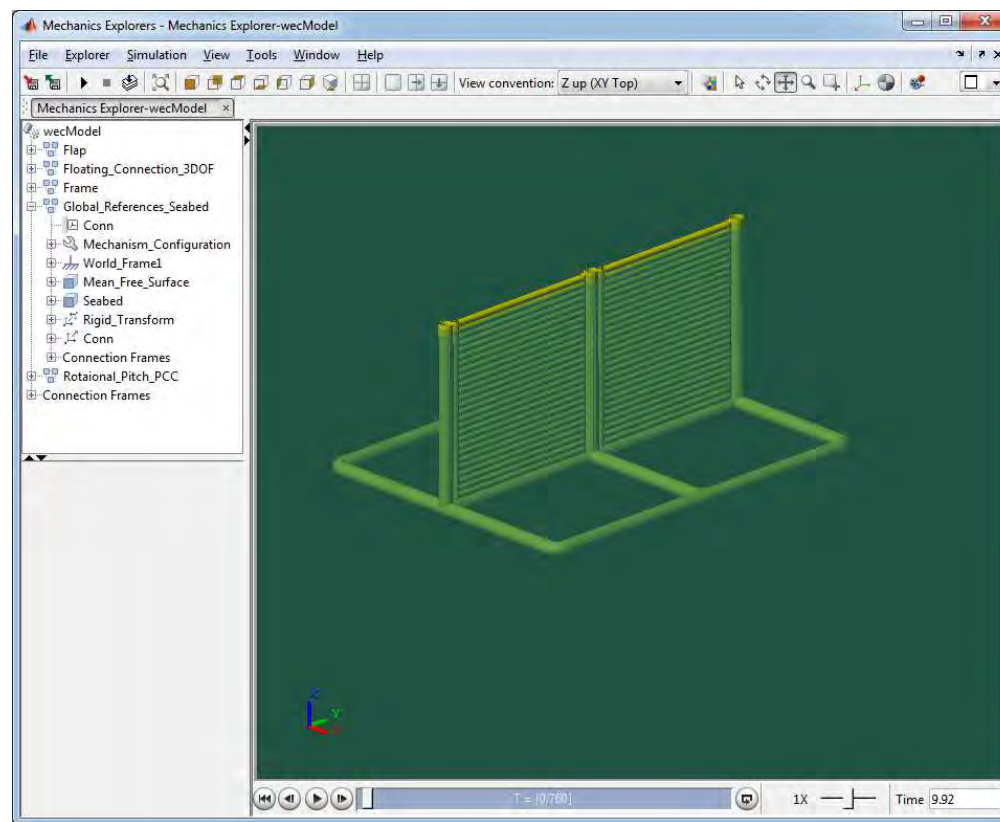 Mechanics Explorers - Mechanics Explorer-wecModel
File Explorer Simulation View Tools Window Help
View convention: Z up (XY Top)
Mechanics Explorer-wecModel ×
wecModel
Flap
Floating_Connection_3DOF
Frame
Global_References_Seabed
Conn
Mechanism_Configuration
World_Frame1
Mean_Free_Surface
Seabed
Rigid_Transform
Conn
Connection Frames
Rotaional_Pitch_PCC
Connection Frames
Z
Y
T = [0,760]
1X
Time 9.92